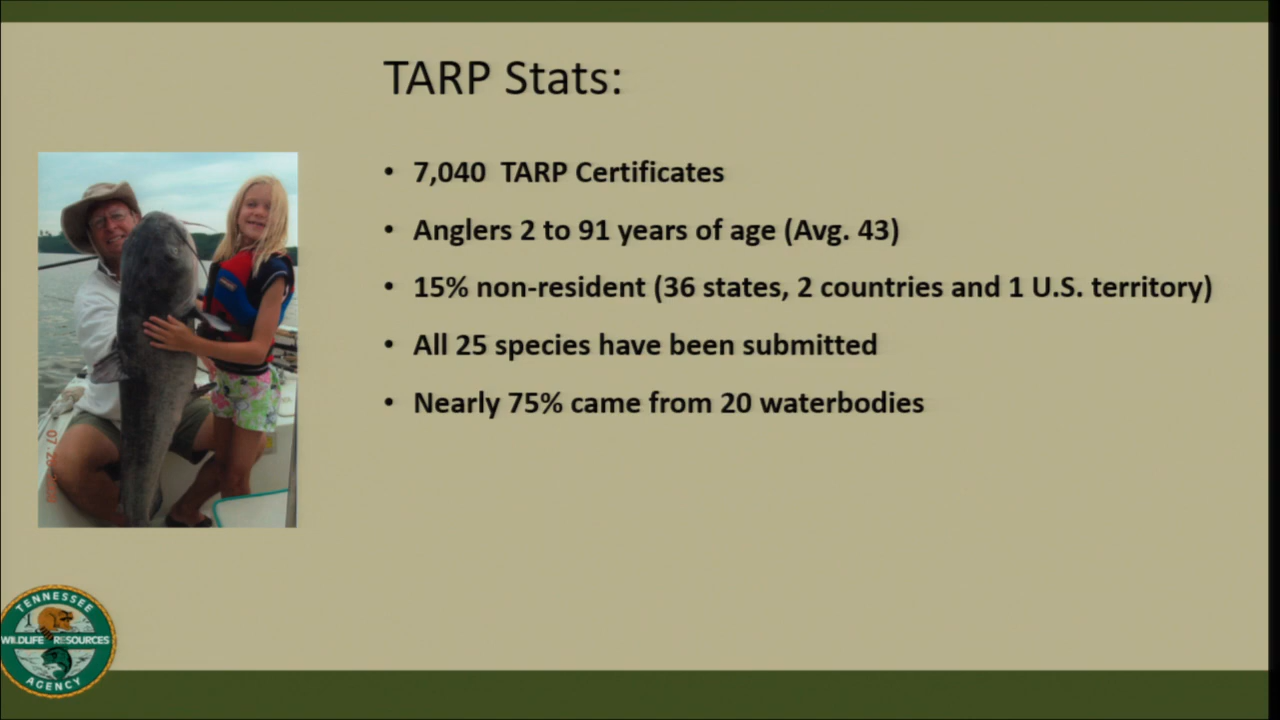 TARP Stats:
• 7,040 TARP Certificates
• Anglers 2 to 91 years of age (Avg. 43)
• 15% non-resident (36 states, 2 countries and 1 U.S. territory)
• All 25 species have been submitted
• Nearly 75% came from 20 waterbodies
TENNESSEE
WILDLIFE RESOURCES
AGENCY